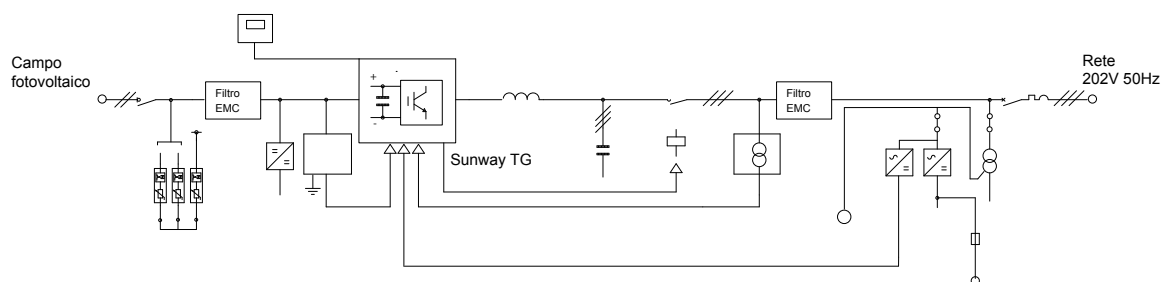 Campo
fotovoltaico
Filtro
EMC
+
-
Sunway TG
Filtro
EMC
Rete
202V 50Hz